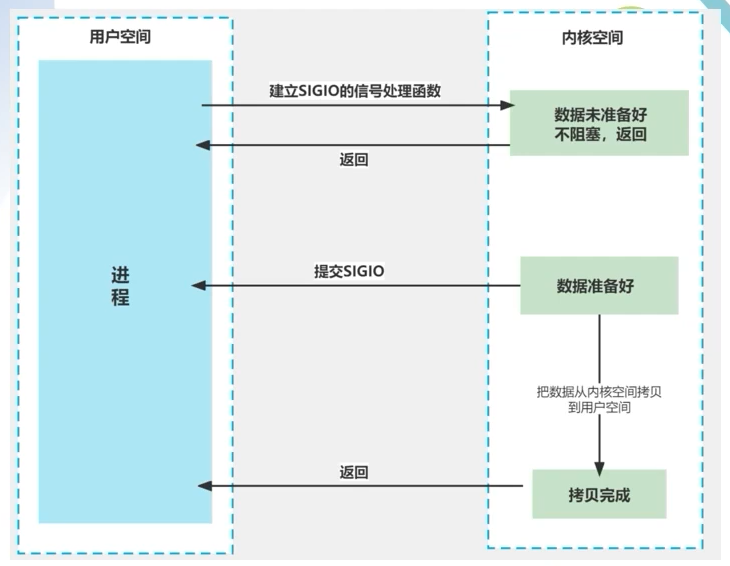 用户空间
内核空间
建立SIGIO的信号处理函数
数据未准备好
不阻塞，返回
返回
进
程
提交SIGIO
数据准备好
把数据从内核空间拷贝
到用户空间
返回
拷贝完成